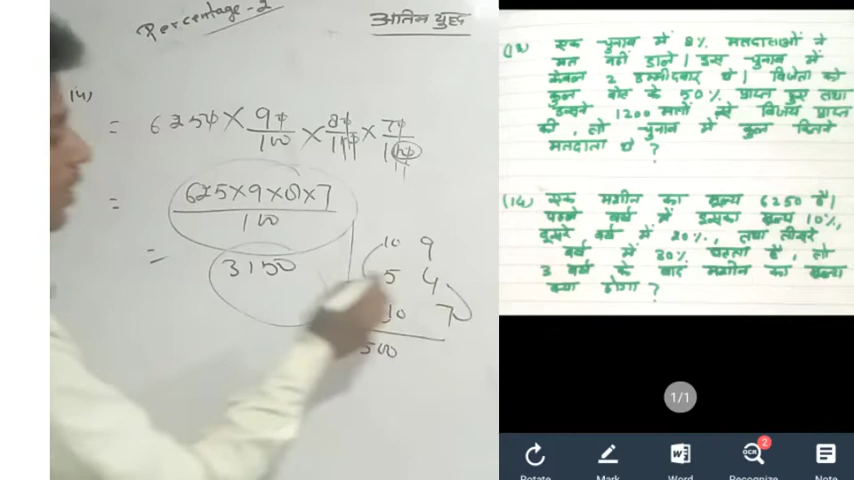 Percentage-2
अंतिम युद्ध
14)
= 6250 × 90/100 × 80/100 × 70/100
= 625×9×8×7/100
= 3150
10 9
5 4
10 7
500
(13) एक चुनाव में 8% मतदाताओं ने
मत नहीं डाले | इस चुनाव में
केवल 2 उम्मीदवार थे | विजेता को
कुल वोट के 50% प्राप्त हुए तथा
उसने 1200 मतों से विजय प्राप्त
की, तो चुनाव में कुल कितने
मतदाता थे ?
(14) एक मशीन का मूल्य 6250 है |
पहले वर्ष में इसका मूल्य 10%,
दूसरे वर्ष में 20%, तथा तीसरे
वर्ष में 30% घटता है, तो
3 वर्ष के बाद मशीन का मूल्य
क्या होगा ?
1/1
Rotate Mark Word Recognize Note
OCR
2